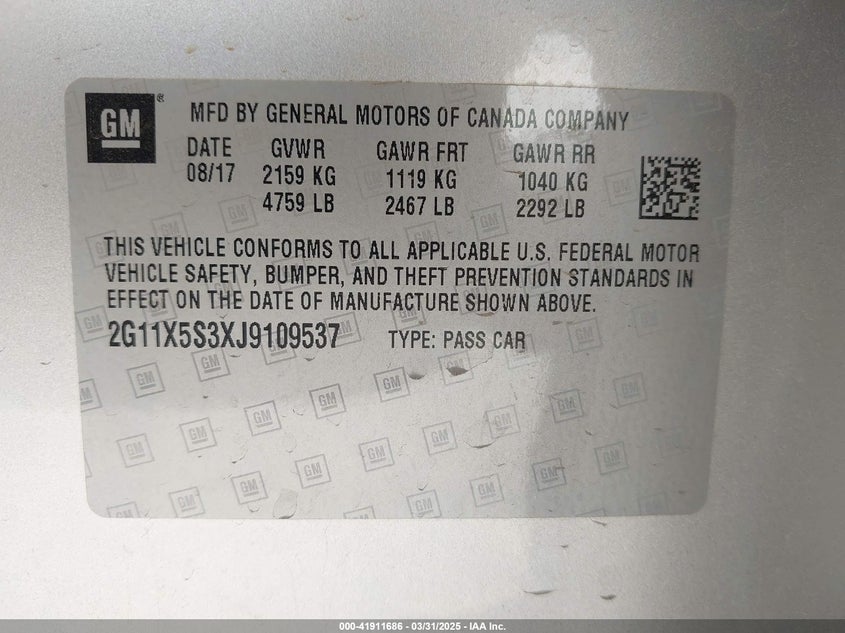 GM ® MFD BY GENERAL MOTORS OF CANADA COMPANY
DATE GVWR GAWR FRT GAWR RR
08/17 2159 KG 1119 KG 1040 KG
4759 LB 2467 LB 2292 LB
THIS VEHICLE CONFORMS TO ALL APPLICABLE U.S. FEDERAL MOTOR
VEHICLE SAFETY, BUMPER, AND THEFT PREVENTION STANDARDS IN
EFFECT ON THE DATE OF MANUFACTURE SHOWN ABOVE.
2G11X5S3XJ9109537 TYPE: PASS CAR
000-41911686 - 03/31/2025 - IAA Inc.